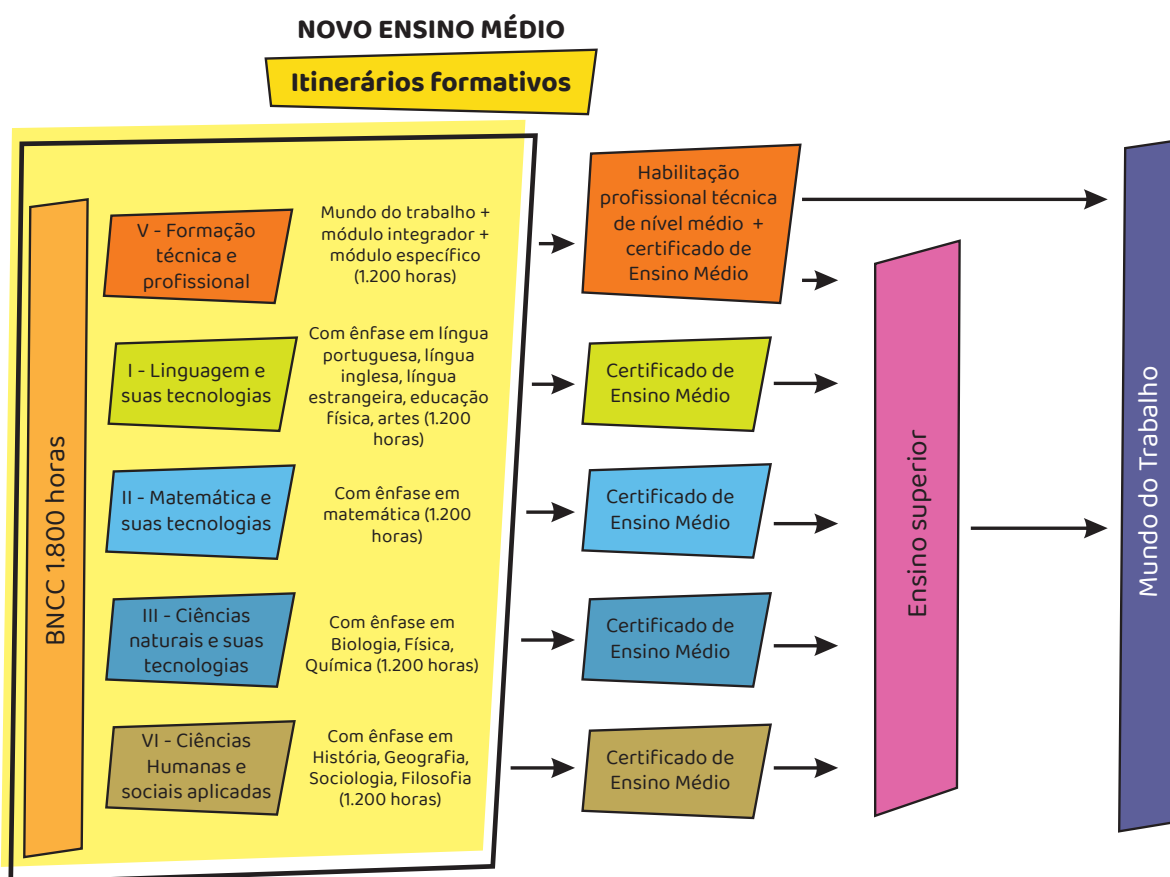 NOVO ENSINO MÉDIO
Itinerários formativos
BNCC 1.800 horas
V - Formação
técnica e
profissional
Mundo do trabalho +
módulo integrador +
módulo específico
(1.200 horas)
Habilitação
profissional técnica
de nível médio +
certificado de
Ensino Médio
I - Linguagem e
suas tecnologias
Com ênfase em língua
portuguesa, língua
inglesa, língua
estrangeira, educação
física, artes (1.200
horas)
Certificado de
Ensino Médio
II - Matemática e
suas tecnologias
Com ênfase em
matemática (1.200
horas)
Certificado de
Ensino Médio
III - Ciências
naturais e suas
tecnologias
Com ênfase em
Biologia, Física,
Química (1.200 horas)
Certificado de
Ensino Médio
VI - Ciências
Humanas e
sociais aplicadas
Com ênfase em
História, Geografia,
Sociologia, Filosofia
(1.200 horas)
Certificado de
Ensino Médio
Ensino superior
Mundo do Trabalho